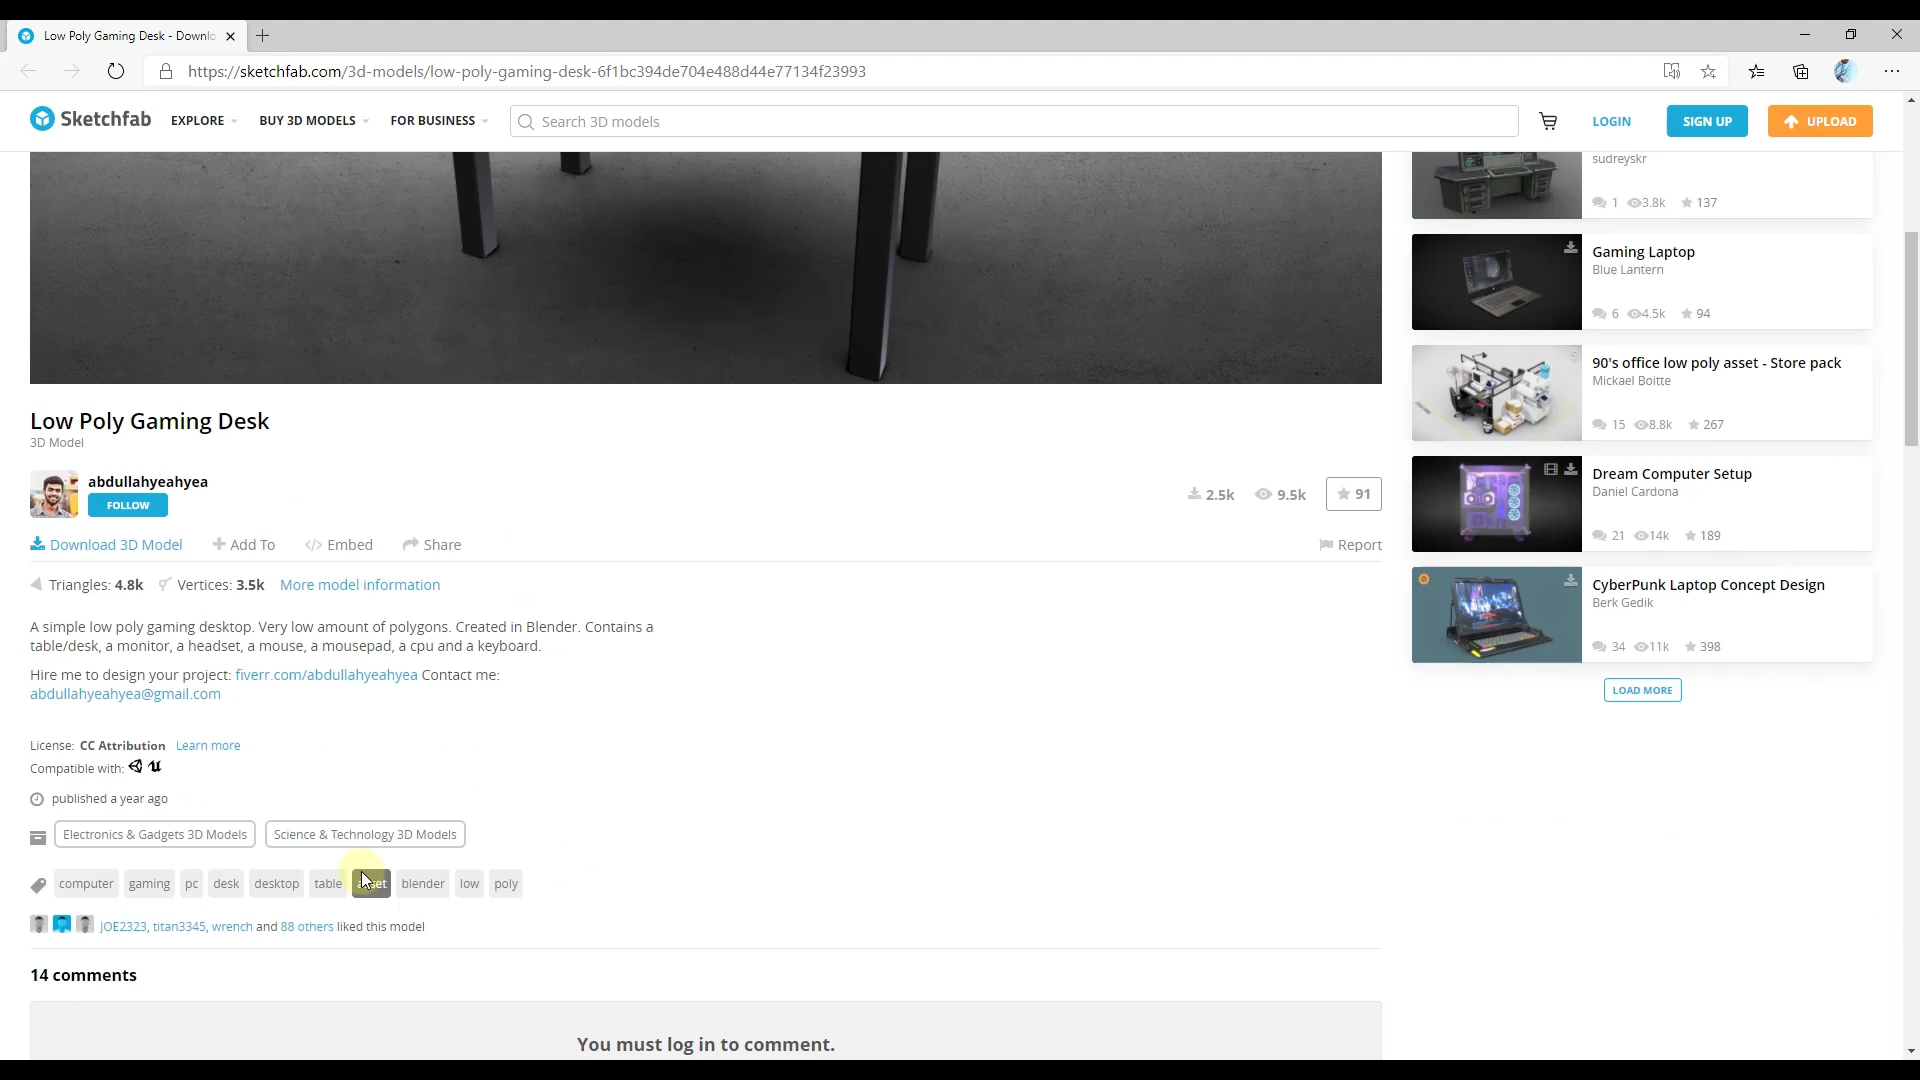 Low Poly Gaming Desk - Downlo
https://sketchfab.com/3d-models/low-poly-gaming-desk-6f1bc394de704e488d44e77134f23993
Sketchfab EXPLORE BUY 3D MODELS FOR BUSINESS Search 3D models LOGIN SIGN UP UPLOAD
sudreyskr
1 3.8k 137
Gaming Laptop
Blue Lantern
6 4.5k 94
90's office low poly asset - Store pack
Mickael Boitte
15 8.8k 267
Dream Computer Setup
Daniel Cardona
21 14k 189
CyberPunk Laptop Concept Design
Berk Gedik
34 11k 398
LOAD MORE
Low Poly Gaming Desk
3D Model
abdullahyeahyea
FOLLOW
2.5k 9.5k 91
Download 3D Model Add To Embed Share Report
Triangles: 4.8k Vertices: 3.5k More model information
A simple low poly gaming desktop. Very low amount of polygons. Created in Blender. Contains a
table/desk, a monitor, a headset, a mouse, a mousepad, a cpu and a keyboard.
Hire me to design your project: fiverr.com/abdullahyeahyea Contact me:
abdullahyeahyea@gmail.com
License: CC Attribution Learn more
Compatible with:
published a year ago
Electronics & Gadgets 3D Models Science & Technology 3D Models
computer gaming pc desk desktop table asset blender low poly
JOE2323, titan3345, wrench and 88 others liked this model
14 comments
You must log in to comment.